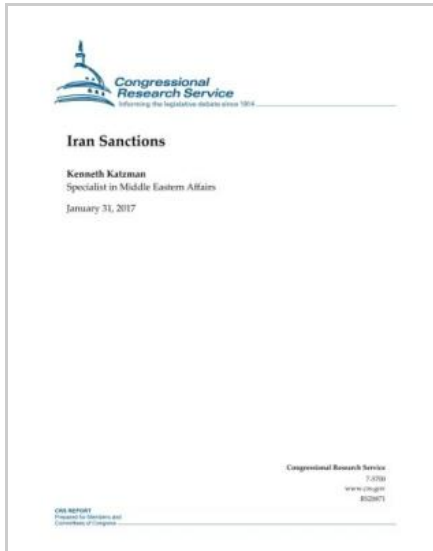 Congressional
Research Service
Informing the legislative debate since 1914
Iran Sanctions
Kenneth Katzman
Specialist in Middle Eastern Affairs
January 31, 2017
Congressional Research Service
7-5700
www.crs.gov
RS20871
CRS REPORT
Prepared for Members and
Committees of Congress